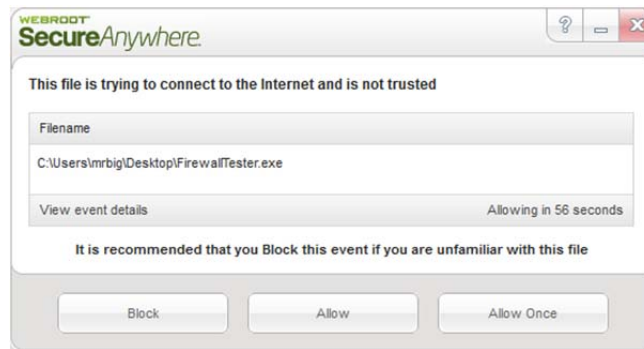 WEBROOT
SecureAnywhere.
This file is trying to connect to the Internet and is not trusted
Filename
C:\Users\mrbig\Desktop\FirewallTester.exe
View event details Allowing in 56 seconds
It is recommended that you Block this event if you are unfamiliar with this file
Block Allow Allow Once